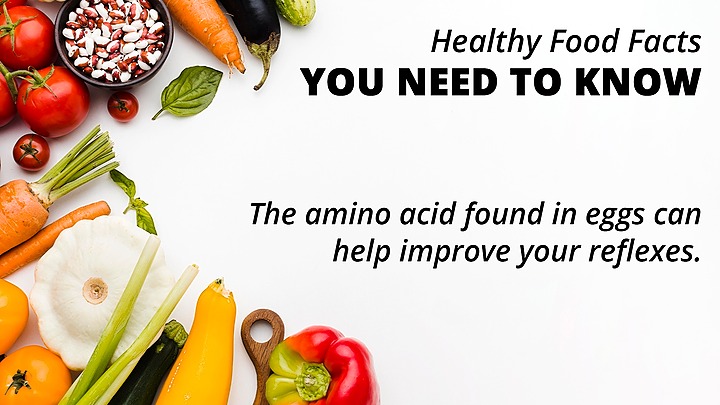 Healthy Food Facts
YOU NEED TO KNOW
The amino acid found in eggs can
help improve your reflexes.